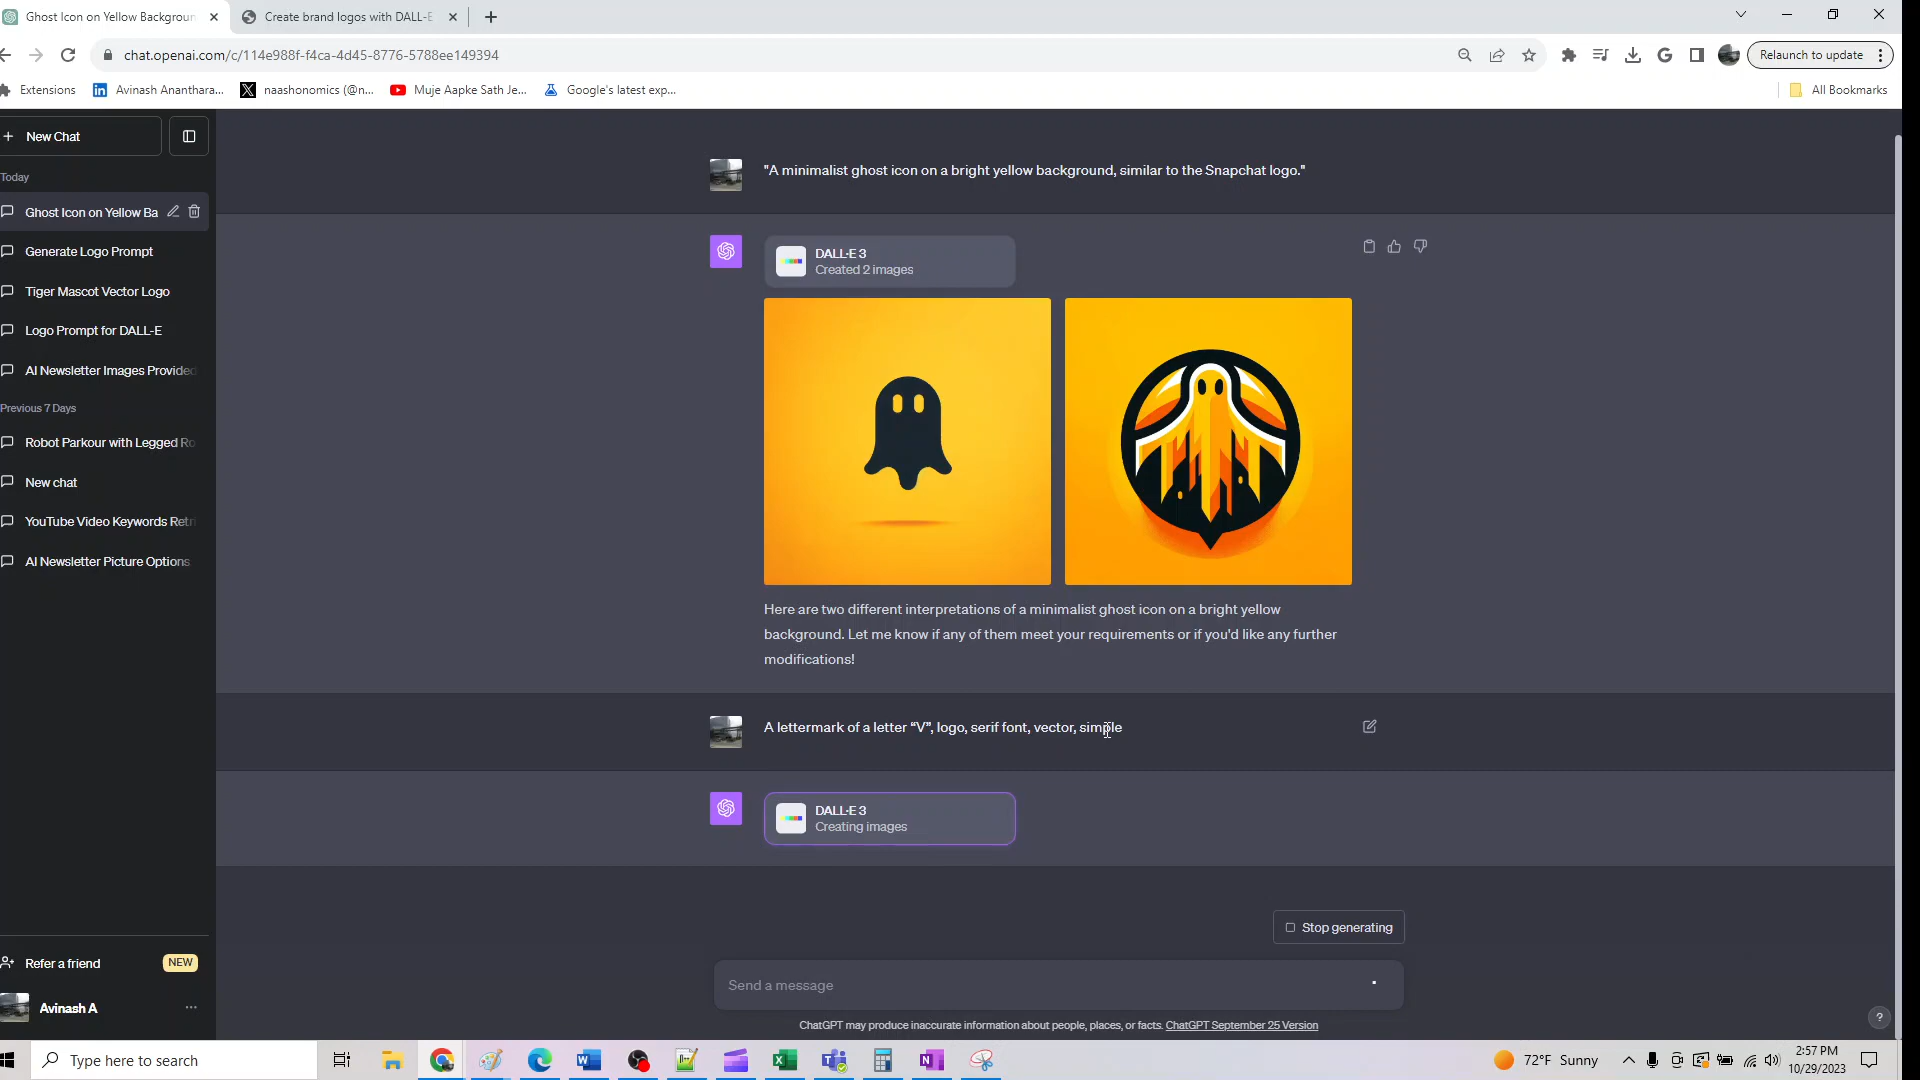 Ghost Icon on Yellow Backgroun
Create brand logos with DALL-E
chat.openai.com/c/114e988f-f4ca-4d45-8776-5788ee149394
Relaunch to update
Extensions
Avinash Ananthara...
naashonomics (@n...
Muje Aapke Sath Je...
Google's latest exp...
All Bookmarks
New Chat
Today
Ghost Icon on Yellow Ba
Generate Logo Prompt
Tiger Mascot Vector Logo
Logo Prompt for DALL-E
AI Newsletter Images Provided
Previous 7 Days
Robot Parkour with Legged Ro
New chat
YouTube Video Keywords Retri
AI Newsletter Picture Options
Refer a friend
NEW
Avinash A
"A minimalist ghost icon on a bright yellow background, similar to the Snapchat logo."
DALL·E 3
Created 2 images
Here are two different interpretations of a minimalist ghost icon on a bright yellow
background. Let me know if any of them meet your requirements or if you'd like any further
modifications!
A lettermark of a letter “V”, logo, serif font, vector, simple
DALL·E 3
Creating images
Stop generating
Send a message
ChatGPT may produce inaccurate information about people, places, or facts. ChatGPT September 25 Version
?
Type here to search
72°F Sunny
2:57 PM
10/29/2023